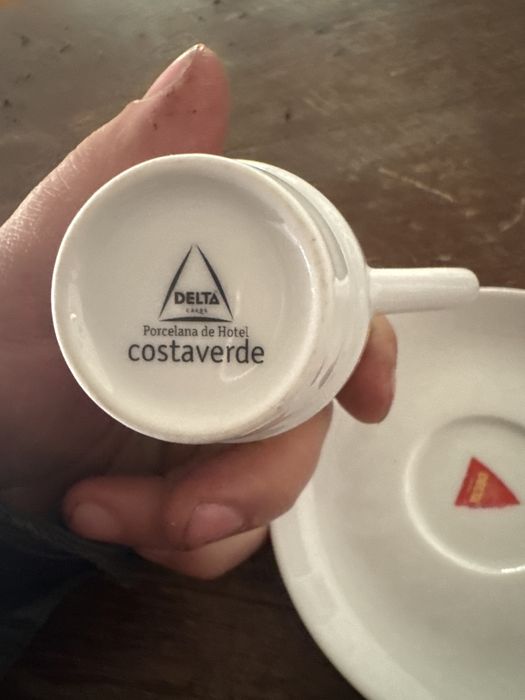 DELTA
cafés
Porcelana de Hotel
costaverde